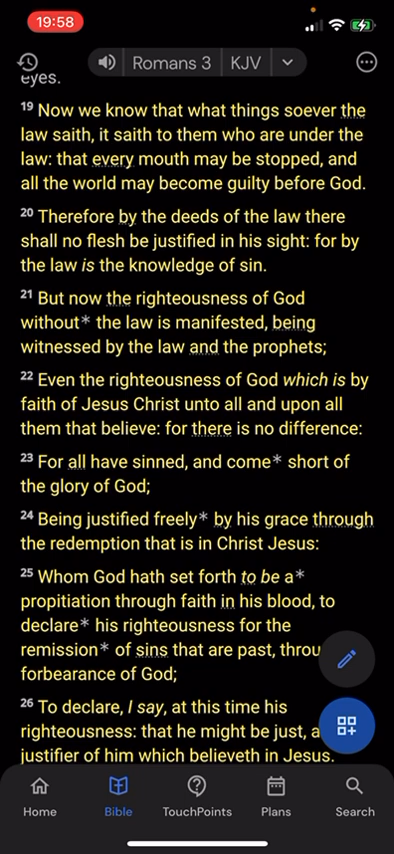 19:58
Romans 3 KJV
eyes.
19 Now we know that what things soever the
law saith, it saith to them who are under the
law: that every mouth may be stopped, and
all the world may become guilty before God.
20 Therefore by the deeds of the law there
shall no flesh be justified in his sight: for by
the law is the knowledge of sin.
21 But now the righteousness of God
without* the law is manifested, being
witnessed by the law and the prophets;
22 Even the righteousness of God which is by
faith of Jesus Christ unto all and upon all
them that believe: for there is no difference:
23 For all have sinned, and come* short of
the glory of God;
24 Being justified freely* by his grace through
the redemption that is in Christ Jesus:
25 Whom God hath set forth to be a*
propitiation through faith in his blood, to
declare* his righteousness for the
remission* of sins that are past, throu
forbearance of God;
26 To declare, I say, at this time his
righteousness: that he might be just, a
justifier of him which believeth in Jesus.
Home Bible TouchPoints Plans Search